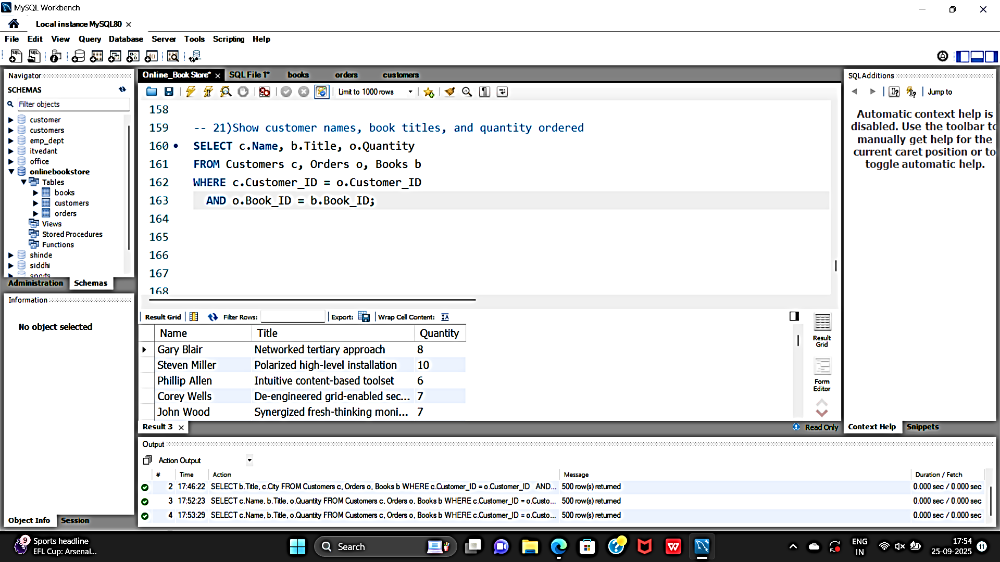 MySQL Workbench
Local instance MySQL80
File Edit View Query Database Server Tools Scripting Help
Navigator
SCHEMAS
Filter objects
customer
customers
emp_dept
itvedant
office
onlinebookstore
Tables
books
customers
orders
Views
Stored Procedures
Functions
shinde
siddhi
sports
Administration Schemas
Information
No object selected
Object Info Session
Online_Book Store* SQL File 1* books orders customers
Limit to 1000 rows
158
159 -- 21)Show customer names, book titles, and quantity ordered
160 SELECT c.Name, b.Title, o.Quantity
161 FROM Customers c, Orders o, Books b
162 WHERE c.Customer_ID = o.Customer_ID
163 AND o.Book_ID = b.Book_ID;
164
165
166
167
168
Result Grid Filter Rows: Export: Wrap Cell Content:
Name Title Quantity
Gary Blair Networked tertiary approach 8
Steven Miller Polarized high-level installation 10
Phillip Allen Intuitive content-based toolset 6
Corey Wells De-engineered grid-enabled sec... 7
John Wood Synergized fresh-thinking moni... 7
Result Grid
Form Editor
Result 3
Read Only
SQLAdditions
Jump to
Automatic context help is
disabled. Use the toolbar to
manually get help for the
current caret position or to
toggle automatic help.
Context Help Snippets
Output
Action Output
# Time Action Message Duration / Fetch
2 17:46:22 SELECT b.Title, c.City FROM Customers c, Orders o, Books b WHERE c.Customer_ID = o.Customer_ID AND... 500 row(s) returned 0.000 sec / 0.000 sec
3 17:52:23 SELECT c.Name, b.Title, o.Quantity FROM Customers c, Orders o, Books b WHERE c.Customer_ID = o.Custo... 500 row(s) returned 0.000 sec / 0.000 sec
4 17:53:29 SELECT c.Name, b.Title, o.Quantity FROM Customers c, Orders o, Books b WHERE c.Customer_ID = o.Custo... 500 row(s) returned 0.000 sec / 0.000 sec
9
Sports headline
EFL Cup: Arsenal...
Search
ENG
IN
17:54
25-09-2025
11